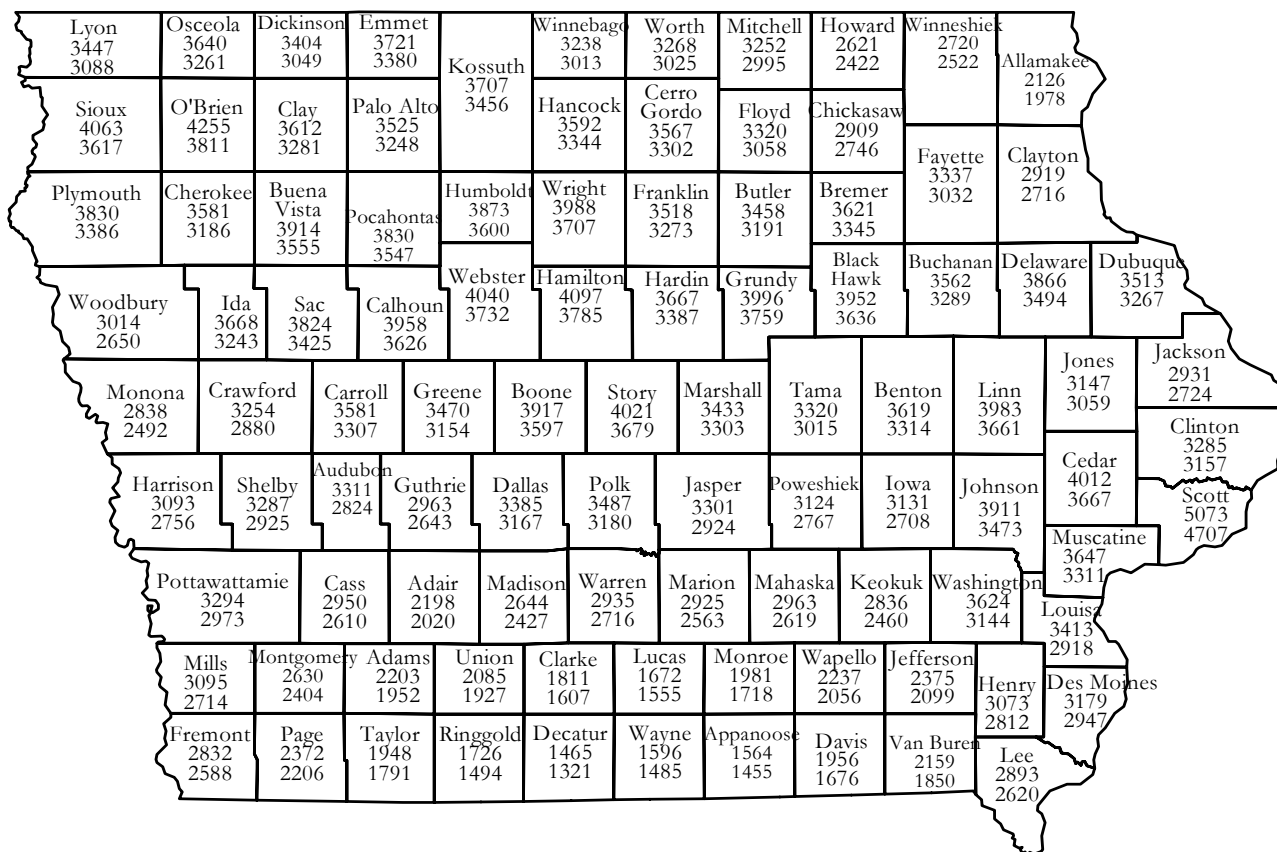 Lyon
3447
3088
Osceola
3640
3261
Dickinson
3404
3049
Emmet
3721
3380
Kossuth
3707
3456
Winnebago
3238
3013
Worth
3268
3025
Mitchell
3252
2995
Howard
2621
2422
Winneshiek
2720
2522
Allamakee
2126
1978
Sioux
4063
3617
O'Brien
4255
3811
Clay
3612
3281
Palo Alto
3525
3248
Hancock
3592
3344
Cerro
Gordo
3567
3302
Floyd
3320
3058
Chickasaw
2909
2746
Fayette
3337
3032
Clayton
2919
2716
Plymouth
3830
3386
Cherokee
3581
3186
Buena
Vista
3914
3555
Pocahontas
3830
3547
Humboldt
3873
3600
Wright
3988
3707
Franklin
3518
3273
Butler
3458
3191
Bremer
3621
3345
Woodbury
3014
2650
Ida
3668
3243
Sac
3824
3425
Calhoun
3958
3626
Webster
4040
3732
Hamilton
4097
3785
Hardin
3667
3387
Grundy
3996
3759
Black
Hawk
3952
3636
Buchanan
3562
3289
Delaware
3866
3494
Dubuque
3513
3267
Monona
2838
2492
Crawford
3254
2880
Carroll
3581
3307
Greene
3470
3154
Boone
3917
3597
Story
4021
3679
Marshall
3433
3303
Tama
3320
3015
Benton
3619
3314
Linn
3983
3661
Jones
3147
3059
Jackson
2931
2724
Clinton
3285
3157
Harrison
3093
2756
Shelby
3287
2925
Audubon
3311
2824
Guthrie
2963
2643
Dallas
3385
3167
Polk
3487
3180
Jasper
3301
2924
Poweshiek
3124
2767
Iowa
3131
2708
Johnson
3911
3473
Cedar
4012
3667
Scott
5073
4707
Muscatine
3647
3311
Pottawattamie
3294
2973
Cass
2950
2610
Adair
2198
2020
Madison
2644
2427
Warren
2935
2716
Marion
2925
2563
Mahaska
2963
2619
Keokuk
2836
2460
Washington
3624
3144
Louisa
3413
2918
Mills
3095
2714
Montgomery
2630
2404
Adams
2203
1952
Union
2085
1927
Clarke
1811
1607
Lucas
1672
1555
Monroe
1981
1718
Wapello
2237
2056
Jefferson
2375
2099
Henry
3073
2812
Des Moines
3179
2947
Fremont
2832
2588
Page
2372
2206
Taylor
1948
1791
Ringgold
1726
1494
Decatur
1465
1321
Wayne
1596
1485
Appanoose
1564
1455
Davis
1956
1676
Van Buren
2159
1850
Lee
2893
2620